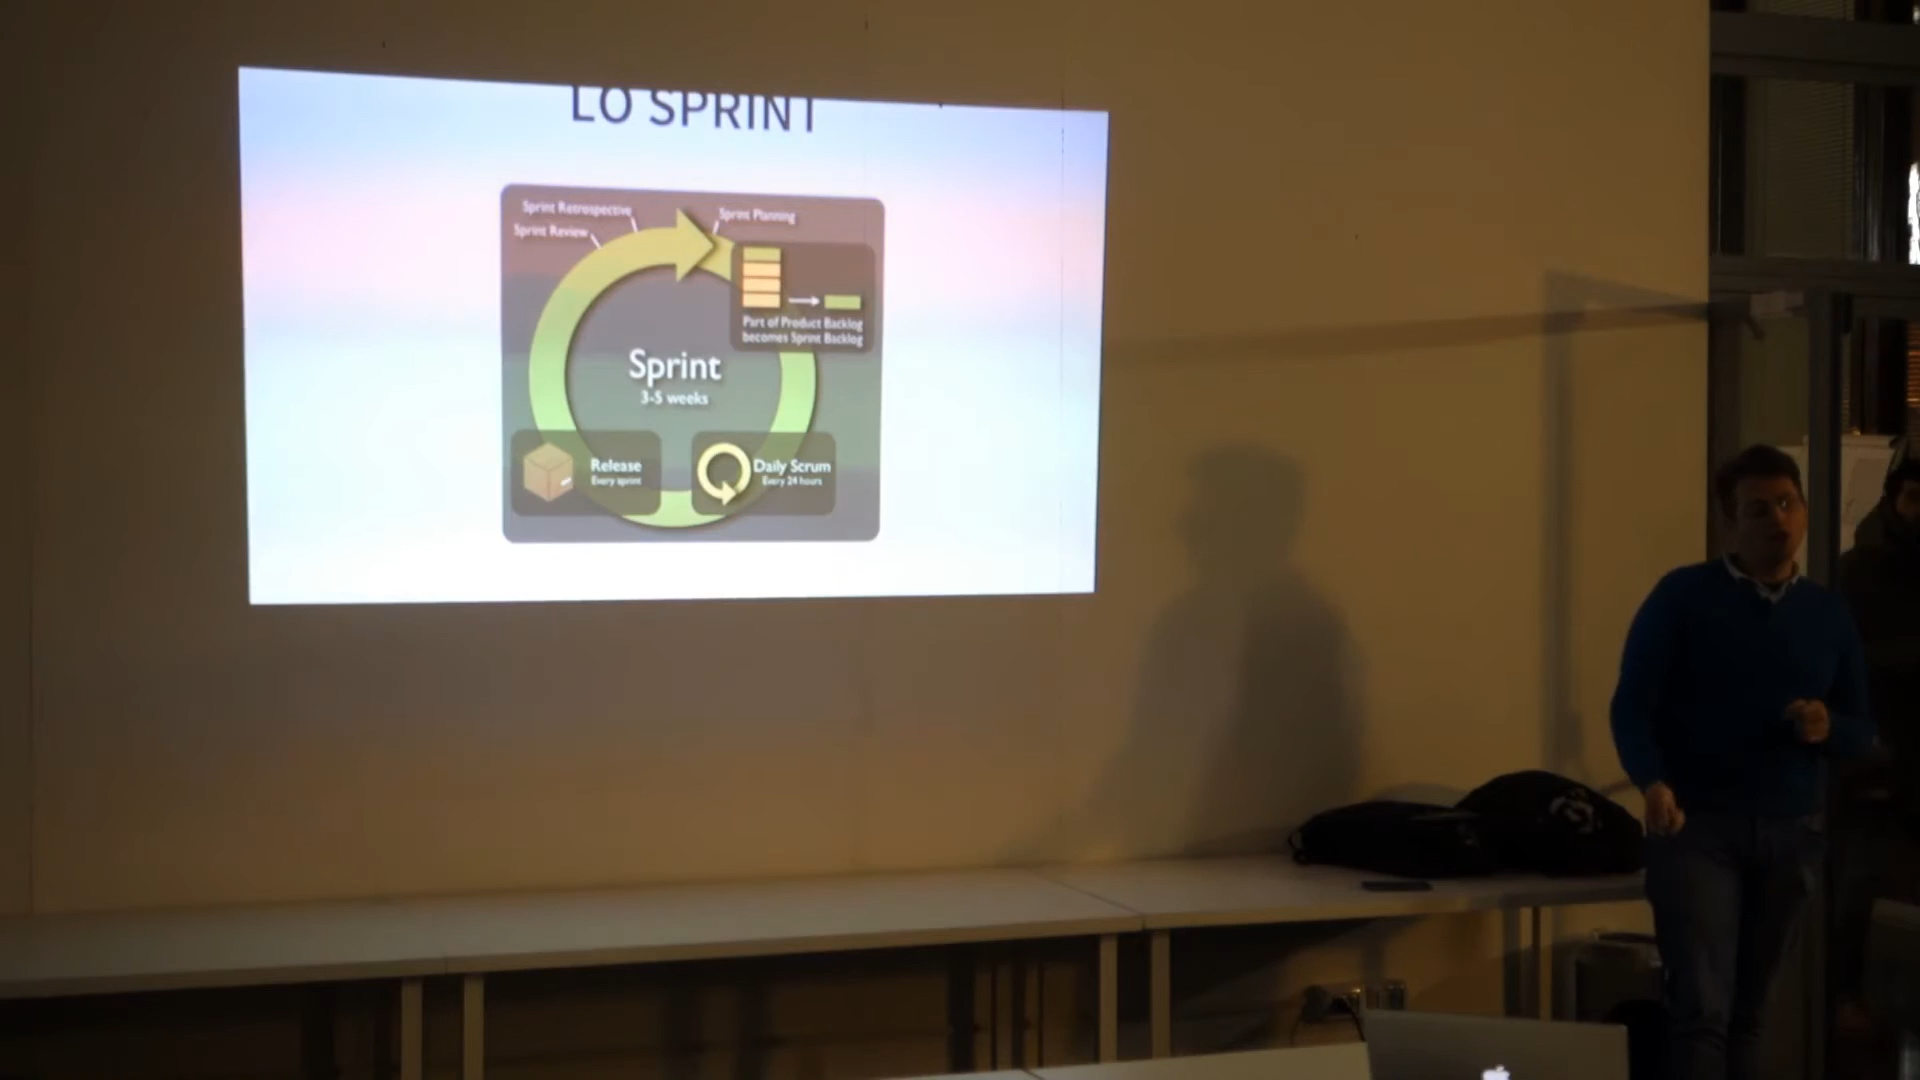 LO SPRINT
Sprint Retrospective
Sprint Review
Sprint Planning
Part of Product Backlog
becomes Sprint Backlog
Sprint
3-5 weeks
Release
Every sprint
Daily Scrum
Every 24 hours